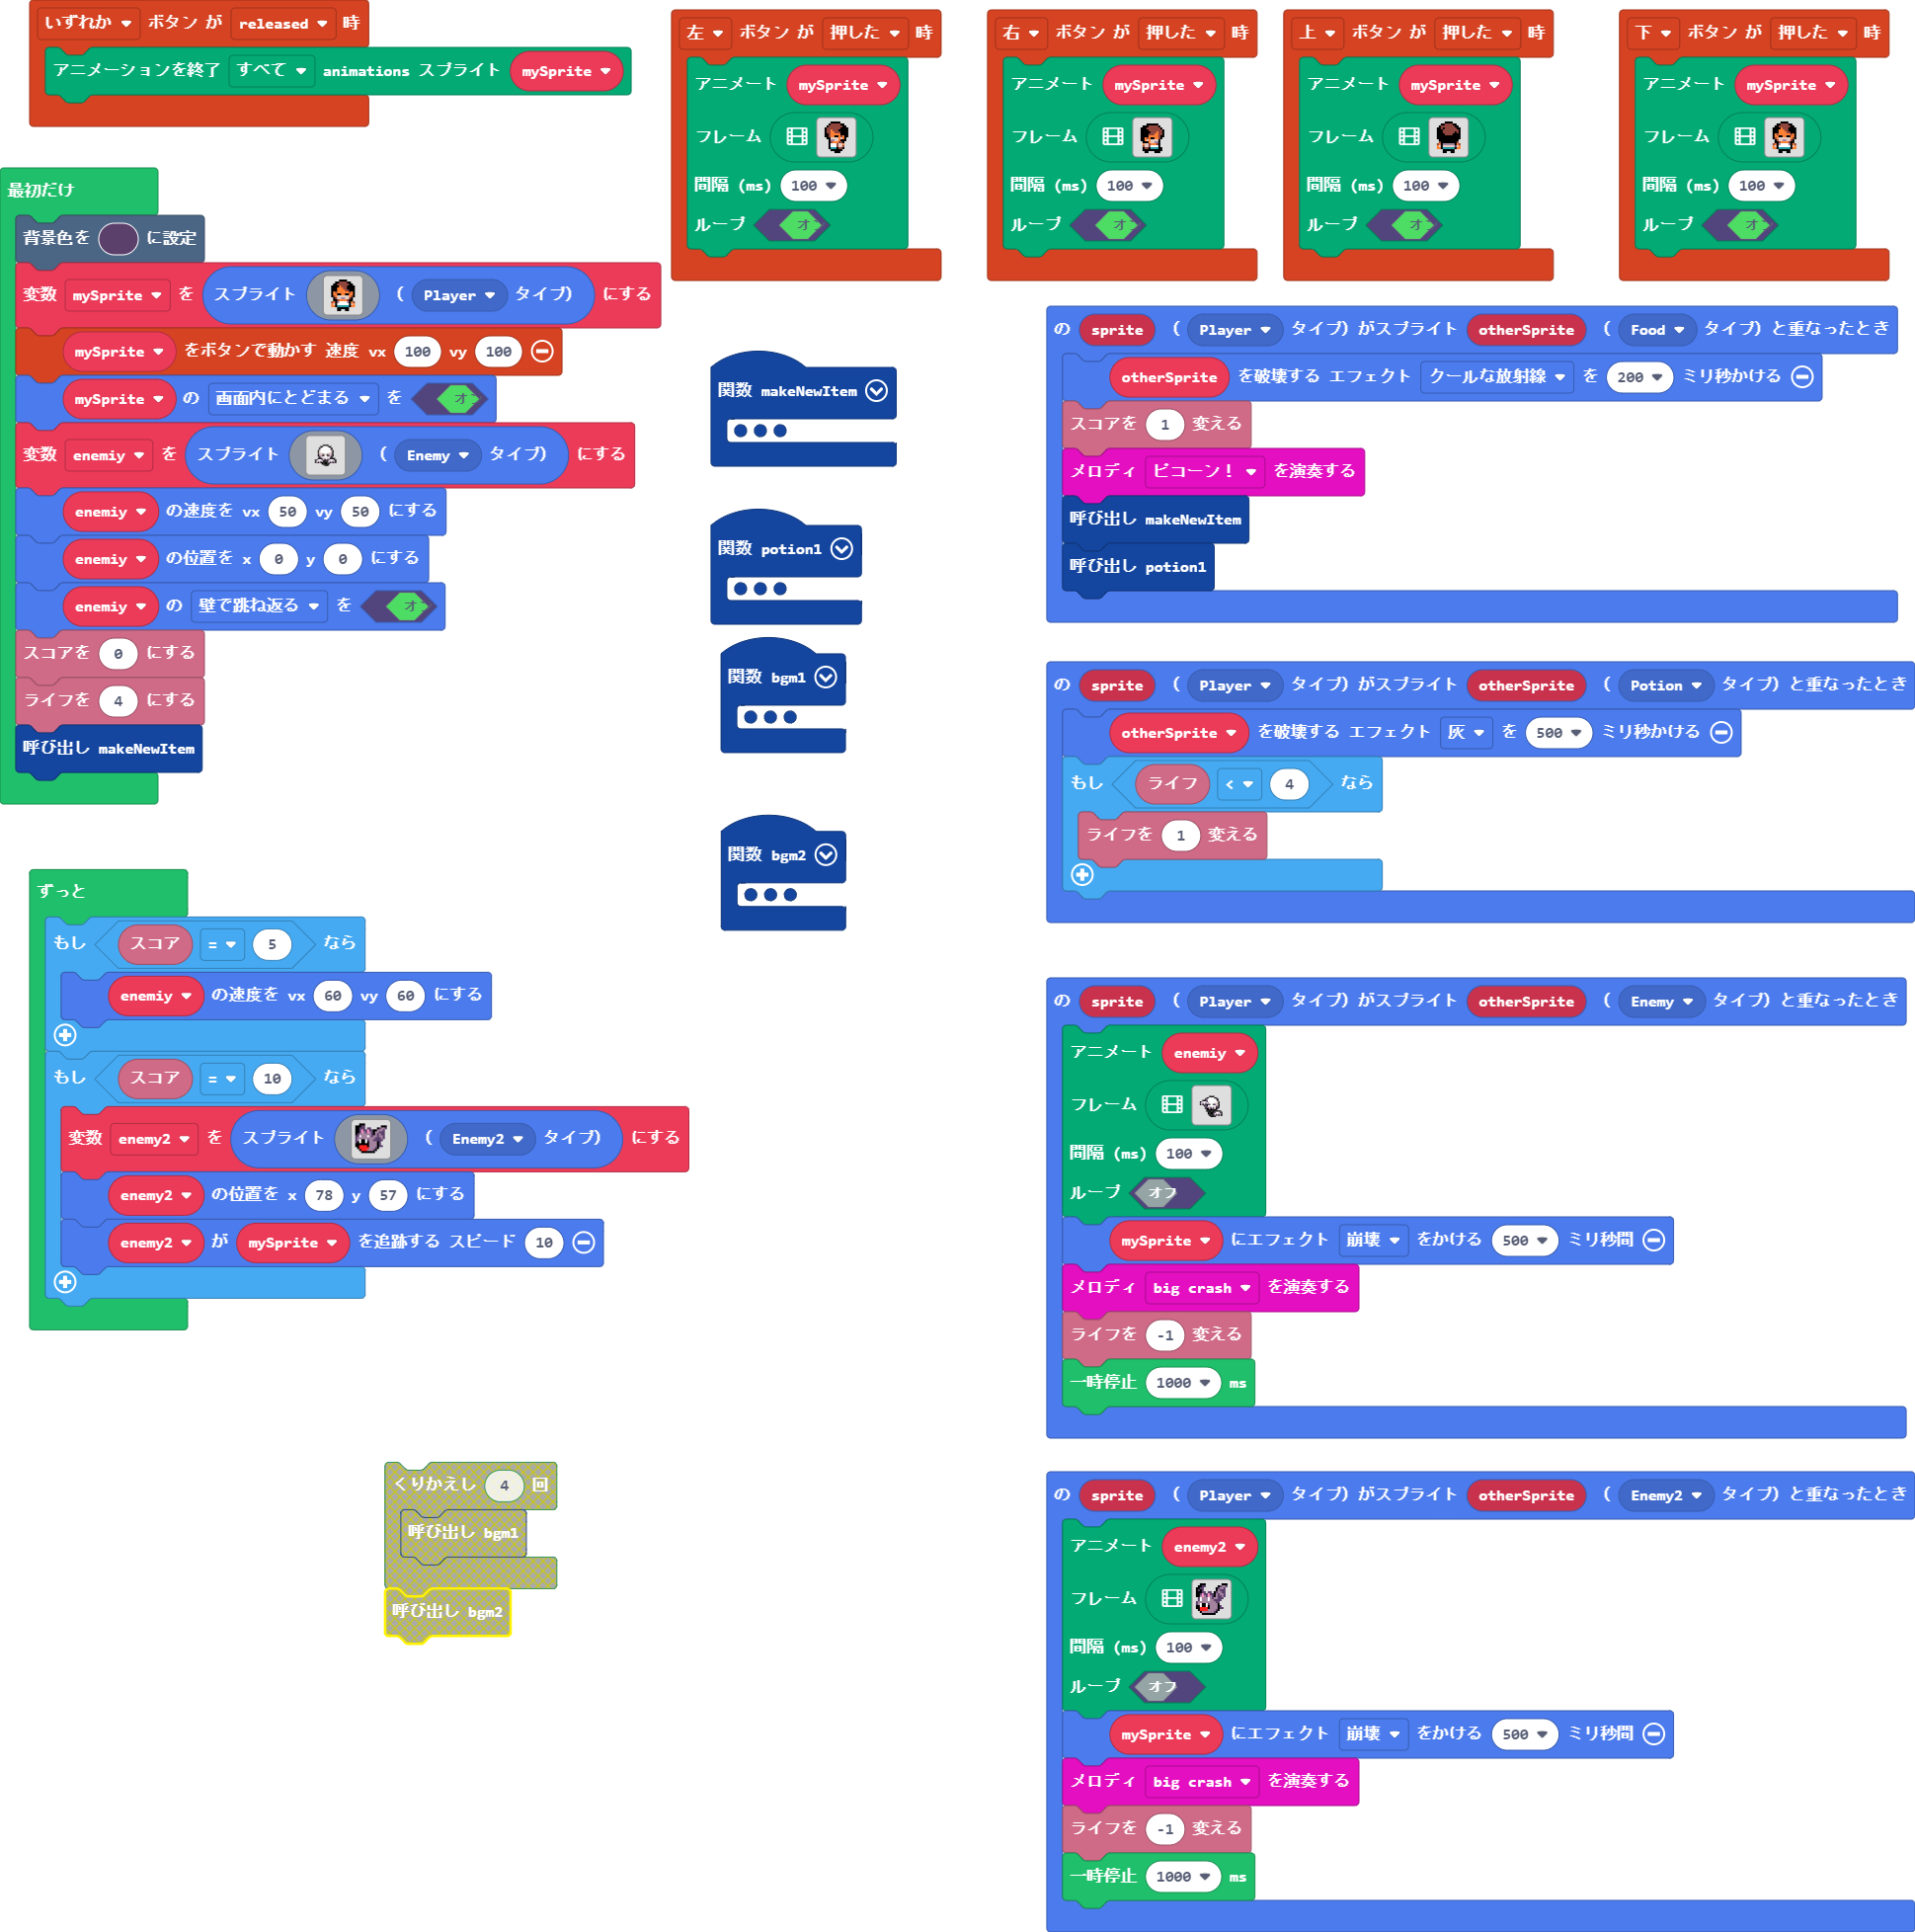 いずれか ボタン が released 時
アニメーションを終了 すべて animations スプライト mySprite
最初だけ
背景色を に設定
変数 mySprite を スプライト ( Player タイプ) にする
mySprite をボタンで動かす 速度 vx 100 vy 100
mySprite の 画面内にとどまる を オ
変数 enemiy を スプライト ( Enemy タイプ) にする
enemiy の速度を vx 50 vy 50 にする
enemiy の位置を x 0 y 0 にする
enemiy の 壁で跳ね返る を オ
スコアを 0 にする
ライフを 4 にする
呼び出し makeNewItem
ずっと
もし スコア = 5 なら
enemiy の速度を vx 60 vy 60 にする
もし スコア = 10 なら
変数 enemy2 を スプライト ( Enemy2 タイプ) にする
enemy2 の位置を x 78 y 57 にする
enemy2 が mySprite を追跡する スピード 10
くりかえし 4 回
呼び出し bgm1
呼び出し bgm2
左 ボタン が 押した 時
アニメート mySprite
フレーム
間隔 (ms) 100
ループ オ
右 ボタン が 押した 時
アニメート mySprite
フレーム
間隔 (ms) 100
ループ オ
上 ボタン が 押した 時
アニメート mySprite
フレーム
間隔 (ms) 100
ループ オ
下 ボタン が 押した 時
アニメート mySprite
フレーム
間隔 (ms) 100
ループ オ
関数 makeNewItem
関数 potion1
関数 bgm1
関数 bgm2
の sprite ( Player タイプ) がスプライト otherSprite ( Food タイプ) と重なったとき
otherSprite を破壊する エフェクト クールな放射線 を 200 ミリ秒かける
スコアを 1 変える
メロディ ピコーン! を演奏する
呼び出し makeNewItem
呼び出し potion1
の sprite ( Player タイプ) がスプライト otherSprite ( Potion タイプ) と重なったとき
otherSprite を破壊する エフェクト 灰 を 500 ミリ秒かける
もし ライフ < 4 なら
ライフを 1 変える
の sprite ( Player タイプ) がスプライト otherSprite ( Enemy タイプ) と重なったとき
アニメート enemiy
フレーム
間隔 (ms) 100
ループ オフ
mySprite にエフェクト 崩壊 をかける 500 ミリ秒間
メロディ big crash を演奏する
ライフを -1 変える
一時停止 1000 ms
の sprite ( Player タイプ) がスプライト otherSprite ( Enemy2 タイプ) と重なったとき
アニメート enemy2
フレーム
間隔 (ms) 100
ループ オフ
mySprite にエフェクト 崩壊 をかける 500 ミリ秒間
メロディ big crash を演奏する
ライフを -1 変える
一時停止 1000 ms